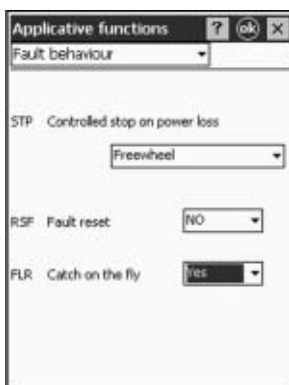 Applicative functions ? ok ×
Fault behaviour
STP Controlled stop on power loss
Freewheel
RSF Fault reset NO
FLR Catch on the fly Yes